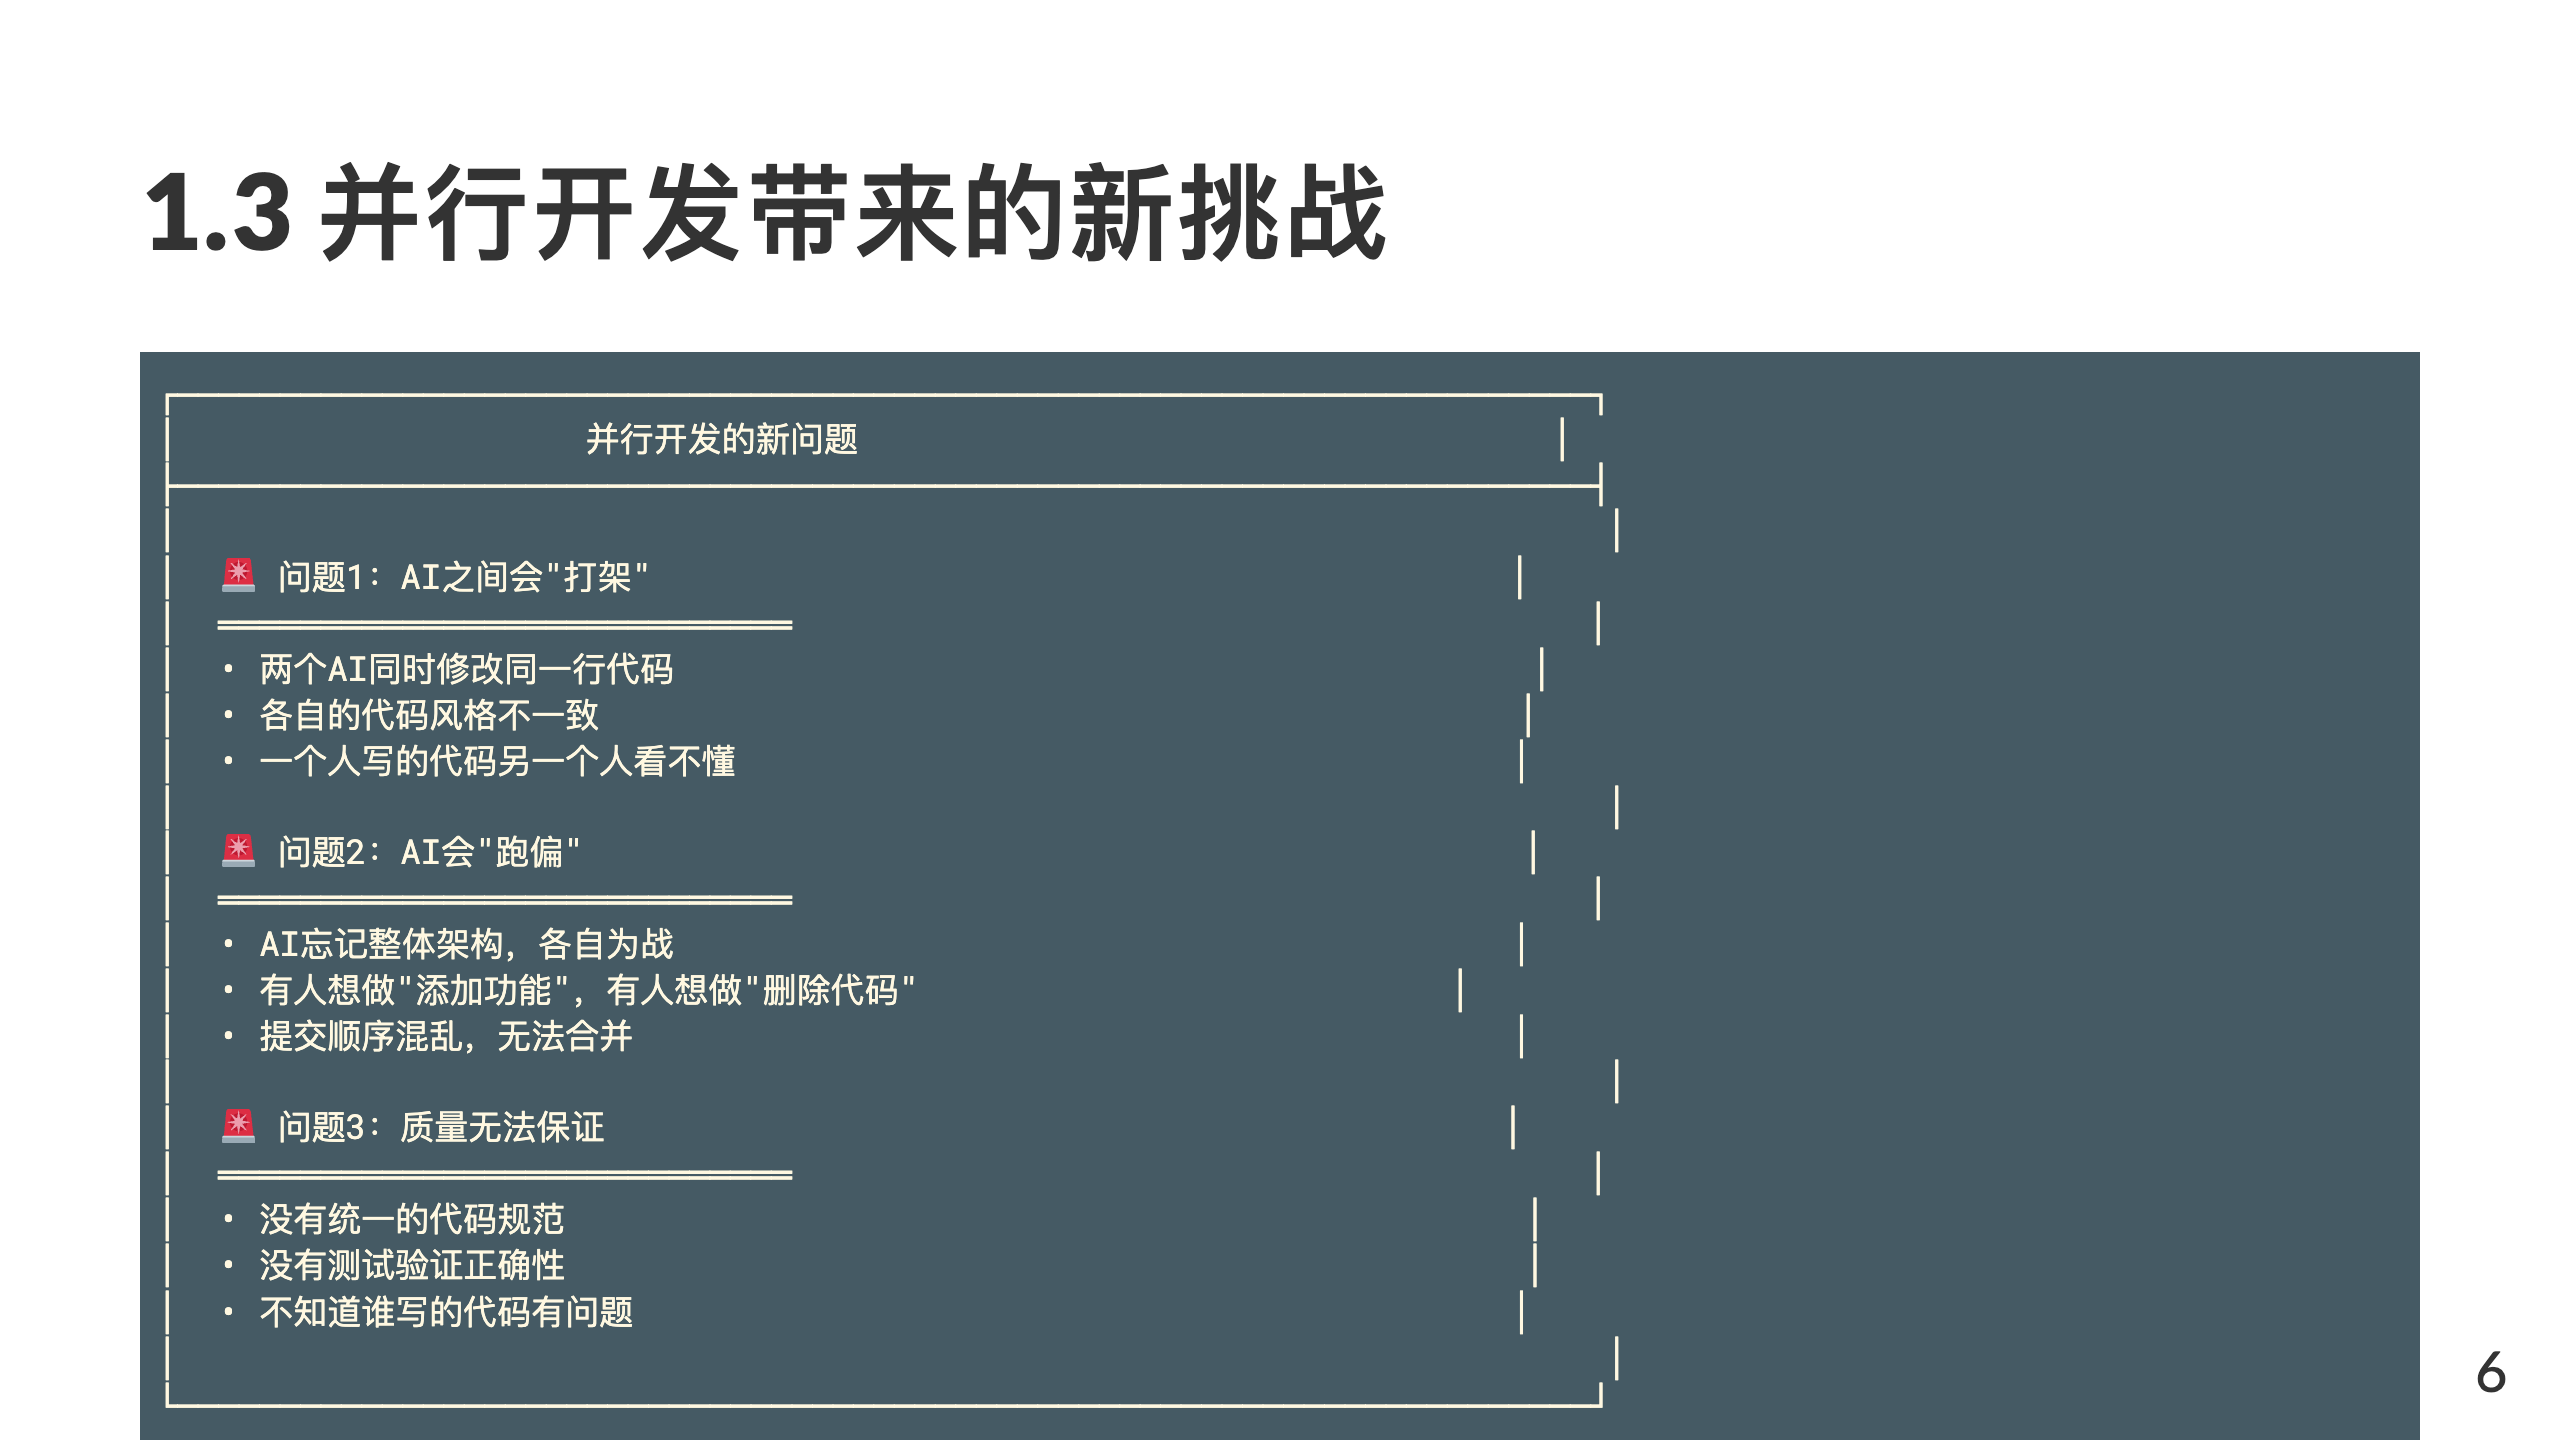 1.3 并行开发带来的新挑战
并行开发的新问题
🚨 问题1: AI之间会"打架"
• 两个AI同时修改同一行代码
• 各自的代码风格不一致
• 一个人写的代码另一个人看不懂
🚨 问题2: AI会"跑偏"
• AI忘记整体架构，各自为战
• 有人想做"添加功能"，有人想做"删除代码"
• 提交顺序混乱，无法合并
🚨 问题3: 质量无法保证
• 没有统一的代码规范
• 没有测试验证正确性
• 不知道谁写的代码有问题
6